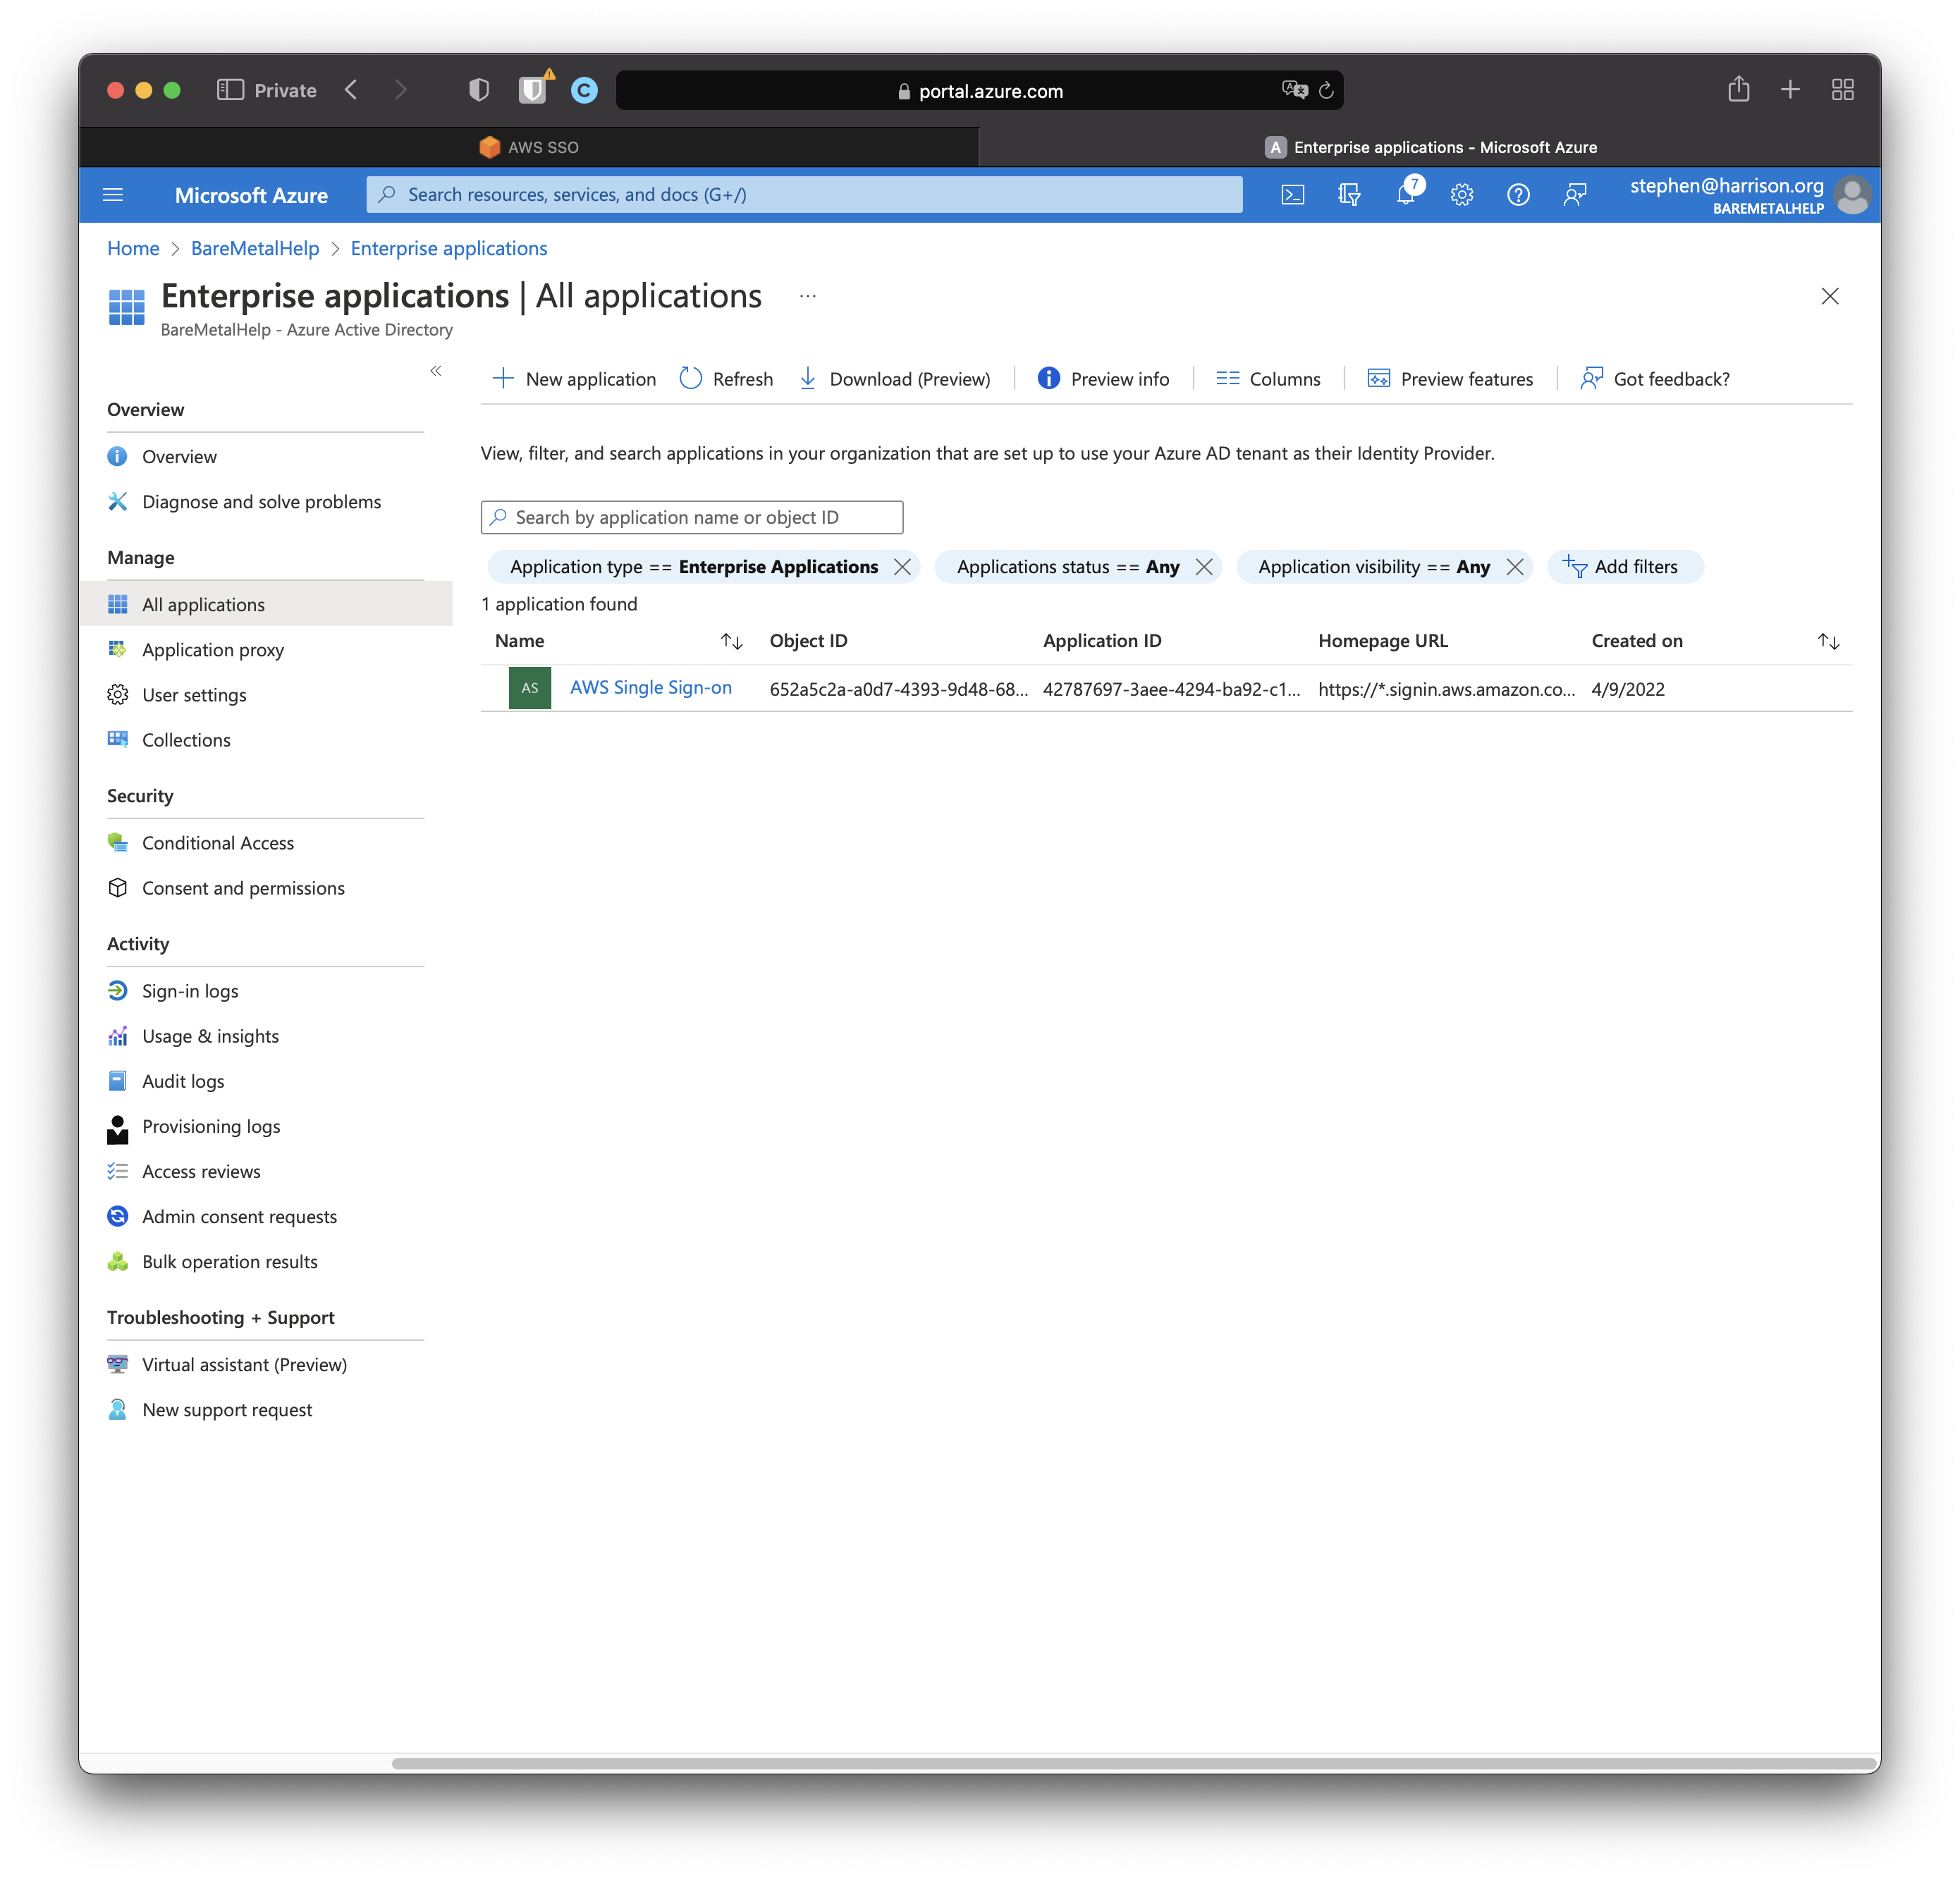 Private
portal.azure.com
AWS SSO
A Enterprise applications - Microsoft Azure
Microsoft Azure
Search resources, services, and docs (G+/)
7
stephen@harrison.org
BAREMETALHELP
Home > BareMetalHelp > Enterprise applications
Enterprise applications | All applications ...
BareMetalHelp - Azure Active Directory
«
New application Refresh Download (Preview) Preview info Columns Preview features Got feedback?
Overview
Overview
Diagnose and solve problems
Manage
All applications
Application proxy
User settings
Collections
Security
Conditional Access
Consent and permissions
Activity
Sign-in logs
Usage & insights
Audit logs
Provisioning logs
Access reviews
Admin consent requests
Bulk operation results
Troubleshooting + Support
Virtual assistant (Preview)
New support request
View, filter, and search applications in your organization that are set up to use your Azure AD tenant as their Identity Provider.
Search by application name or object ID
Application type == Enterprise Applications Applications status == Any Application visibility == Any Add filters
1 application found
Name Object ID Application ID Homepage URL Created on
AS AWS Single Sign-on 652a5c2a-a0d7-4393-9d48-68... 42787697-3aee-4294-ba92-c1... https://*.signin.aws.amazon.co... 4/9/2022